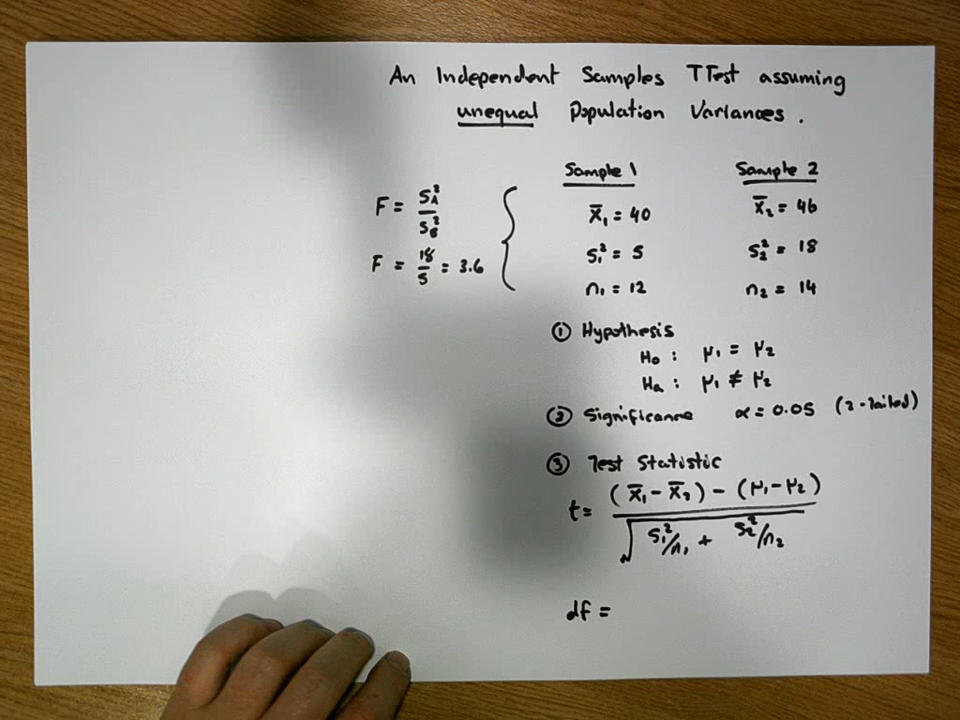 An Independent Samples TTest assuming
unequal Population Variances.
Sample 1 Sample 2
x̄₁ = 40 x̄₂ = 46
s₁² = 5 s₂² = 18
n₁ = 12 n₂ = 14
F = S_A²/S_B²
F = 18/5 = 3.6
① Hypothesis
H₀ : μ₁ = μ₂
Hₐ : μ₁ ≠ μ₂
② Significance α = 0.05 (2-tailed)
③ Test Statistic
t = ((x̄₁ - x̄₂) - (μ₁ - μ₂)) / √(s₁²/n₁ + s₂²/n₂)
df =